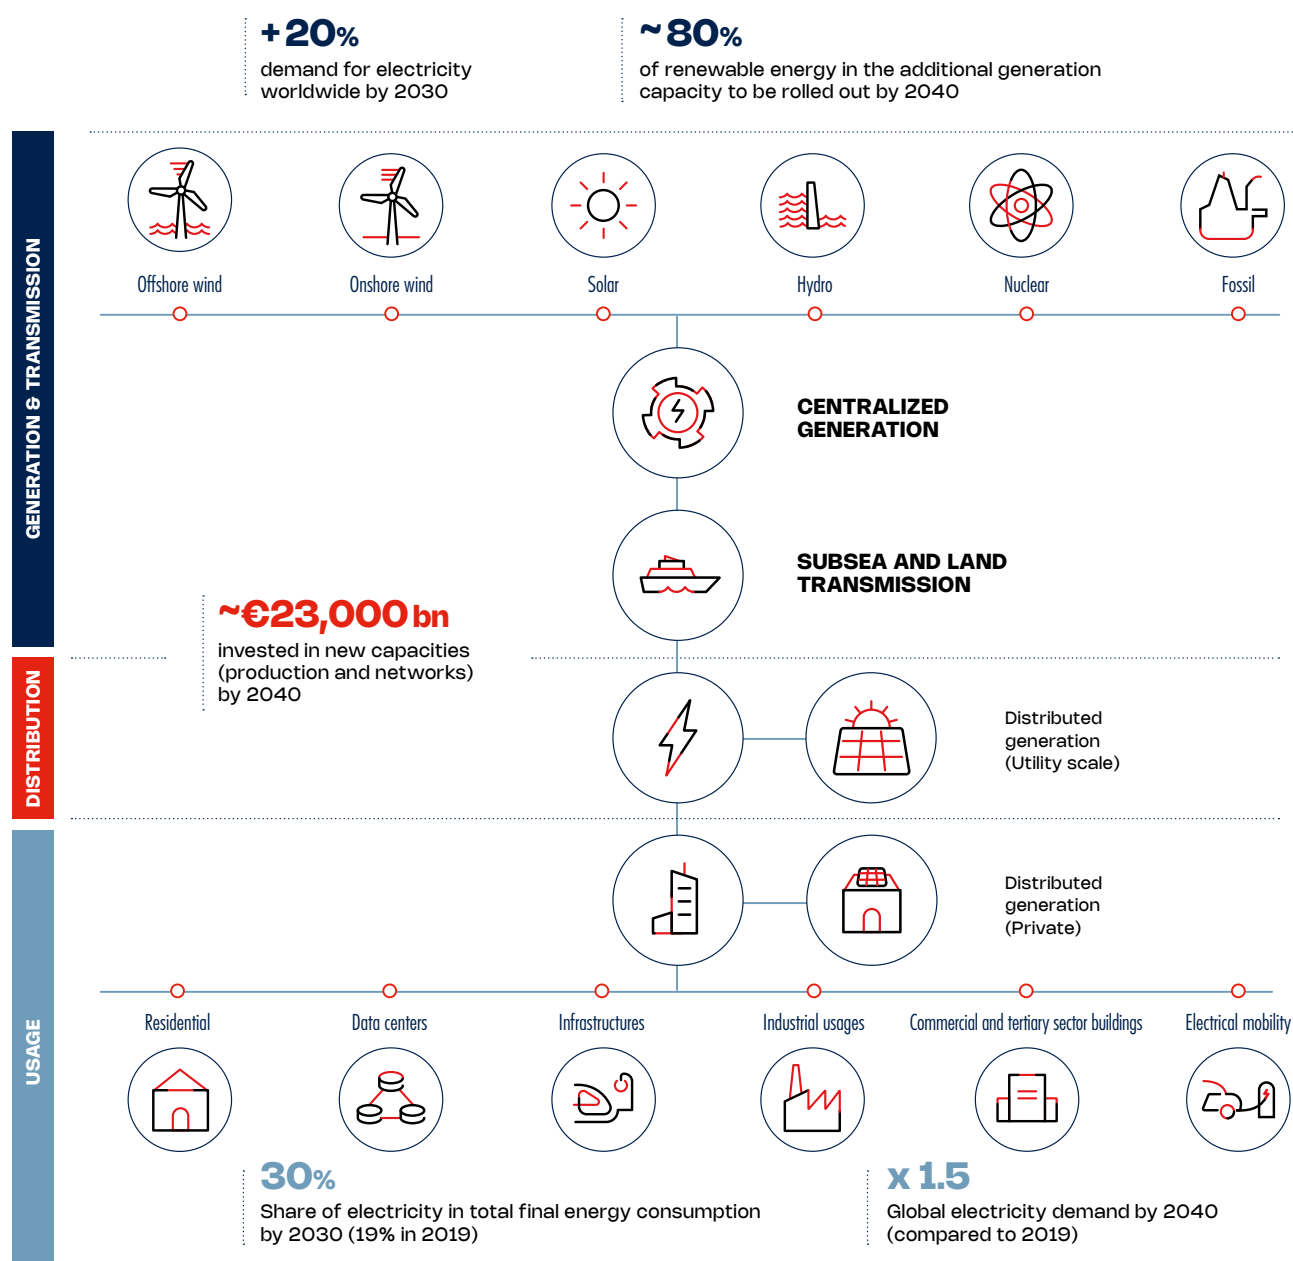 +20%
demand for electricity
worldwide by 2030
~80%
of renewable energy in the additional generation
capacity to be rolled out by 2040
GENERATION & TRANSMISSION
Offshore wind
Onshore wind
Solar
Hydro
Nuclear
Fossil
CENTRALIZED
GENERATION
SUBSEA AND LAND
TRANSMISSION
~€23,000 bn
invested in new capacities
(production and networks)
by 2040
DISTRIBUTION
Distributed
generation
(Utility scale)
Distributed
generation
(Private)
USAGE
Residential
Data centers
Infrastructures
Industrial usages
Commercial and tertiary sector buildings
Electrical mobility
30%
Share of electricity in total final energy consumption
by 2030 (19% in 2019)
x 1.5
Global electricity demand by 2040
(compared to 2019)